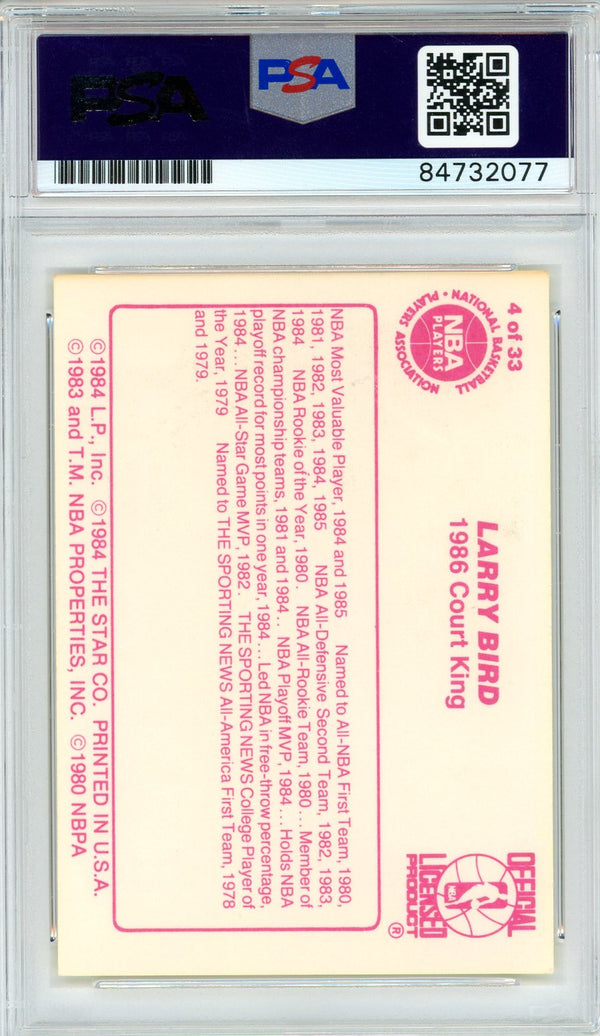 PSA
PSA
84732077
4 of 33
NATIONAL BASKETBALL
PLAYERS
ASSOCIATION
NBA
PLAYERS
LARRY BIRD
1986 Court King
OFFICIAL
NBA
LICENSED
PRODUCT
®
NBA Most Valuable Player, 1984 and 1985 Named to All-NBA First Team, 1980,
1981, 1982, 1983, 1984, 1985 NBA All-Defensive Second Team, 1982, 1983,
1984 NBA Rookie of the Year, 1980 . NBA All-Rookie Team, 1980 ... Member of
NBA championship teams, 1981 and 1984 . . NBA Playoff MVP, 1984 ... Holds NBA
playoff record for most points in one year, 1984 ... Led NBA in free-throw percentage,
1984 ... NBA All-Star Game MVP, 1982 . THE SPORTING NEWS College Player of
the Year, 1979 Named to THE SPORTING NEWS All-America First Team, 1978
and 1979.
©1984 L.P., Inc. ©1984 THE STAR CO. PRINTED IN U.S.A.
©1983 and T.M. NBA PROPERTIES, INC. ©1980 NBPA